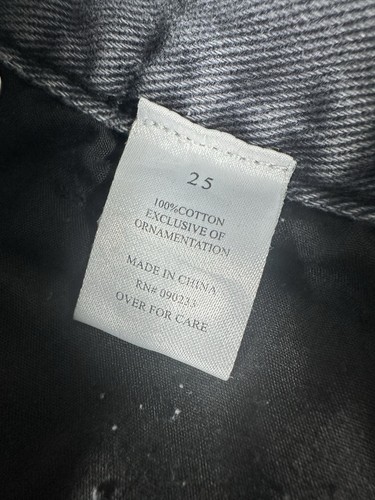 25
100%COTTON
EXCLUSIVE OF
ORNAMENTATION
MADE IN CHINA
RN# 090233
OVER FOR CARE